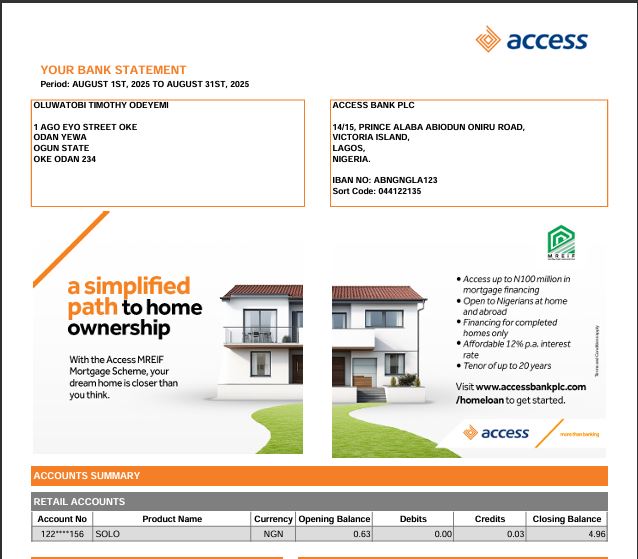 access
YOUR BANK STATEMENT
Period: AUGUST 1ST, 2025 TO AUGUST 31ST, 2025
OLUWATOBI TIMOTHY ODEYEMI
1 AGO EYO STREET OKE
ODAN YEWA
OGUN STATE
OKE ODAN 234
ACCESS BANK PLC
14/15, PRINCE ALABA ABIODUN ONIRU ROAD,
VICTORIA ISLAND,
LAGOS,
NIGERIA.
IBAN NO: ABNGNGLA123
Sort Code: 044122135
a simplified
path to home
ownership
With the Access MREIF
Mortgage Scheme, your
dream home is closer than
you think.
MREIF
• Access up to N100 million in
mortgage financing
• Open to Nigerians at home
and abroad
• Financing for completed
homes only
• Affordable 12% p.a. interest
rate
• Tenor of up to 20 years
Terms and Conditions apply
Visit www.accessbankplc.com
/homeloan to get started.
access
more than banking
ACCOUNTS SUMMARY
RETAIL ACCOUNTS
Account No Product Name Currency Opening Balance Debits Credits Closing Balance
122****156 SOLO NGN 0.63 0.00 0.03 4.96